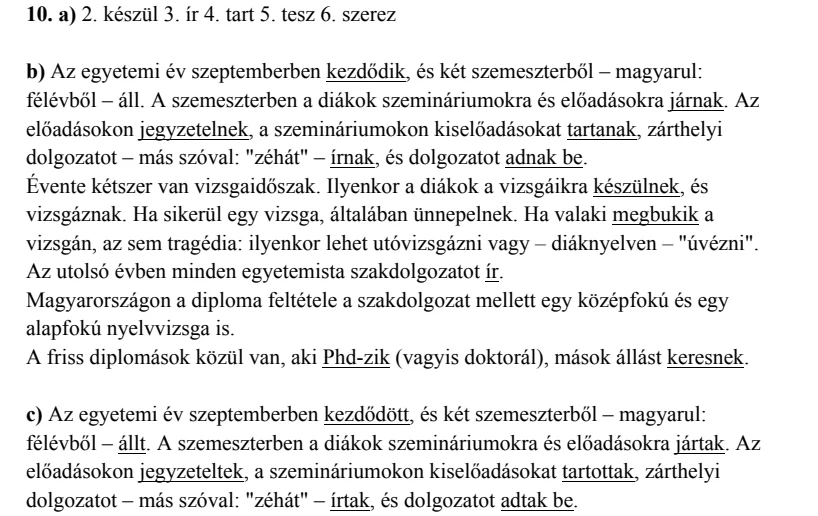 10. a) 2. készül 3. ír 4. tart 5. tesz 6. szerez
b) Az egyetemi év szeptemberben kezdődik, és két szemeszterből – magyarul:
félévből – áll. A szemeszterben a diákok szemináriumokra és előadásokra járnak. Az
előadásokon jegyzetelnek, a szemináriumokon kiselőadásokat tartanak, zárthelyi
dolgozatot – más szóval: "zéhát" – írnak, és dolgozatot adnak be.
Évente kétszer van vizsgaidőszak. Ilyenkor a diákok a vizsgáikra készülnek, és
vizsgáznak. Ha sikerül egy vizsga, általában ünnepelnek. Ha valaki megbukik a
vizsgán, az sem tragédia: ilyenkor lehet utóvizsgázni vagy – diáknyelven – "úvézni".
Az utolsó évben minden egyetemista szakdolgozatot ír.
Magyarországon a diploma feltétele a szakdolgozat mellett egy középfokú és egy
alapfokú nyelvvizsga is.
A friss diplomások közül van, aki Phd-zik (vagyis doktorál), mások állást keresnek.
c) Az egyetemi év szeptemberben kezdődött, és két szemeszterből – magyarul:
félévből – állt. A szemeszterben a diákok szemináriumokra és előadásokra jártak. Az
előadásokon jegyzeteltek, a szemináriumokon kiselőadásokat tartottak, zárthelyi
dolgozatot – más szóval: "zéhát" – írtak, és dolgozatot adtak be.